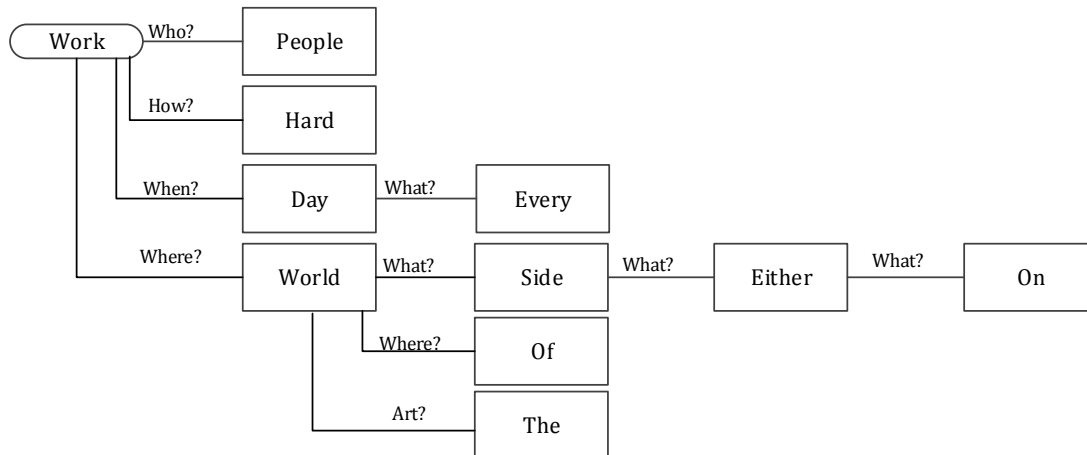 Work Who? People
How? Hard
When? Day What? Every
Where? World What? Side What? Either What? On
Where? Of
Art? The